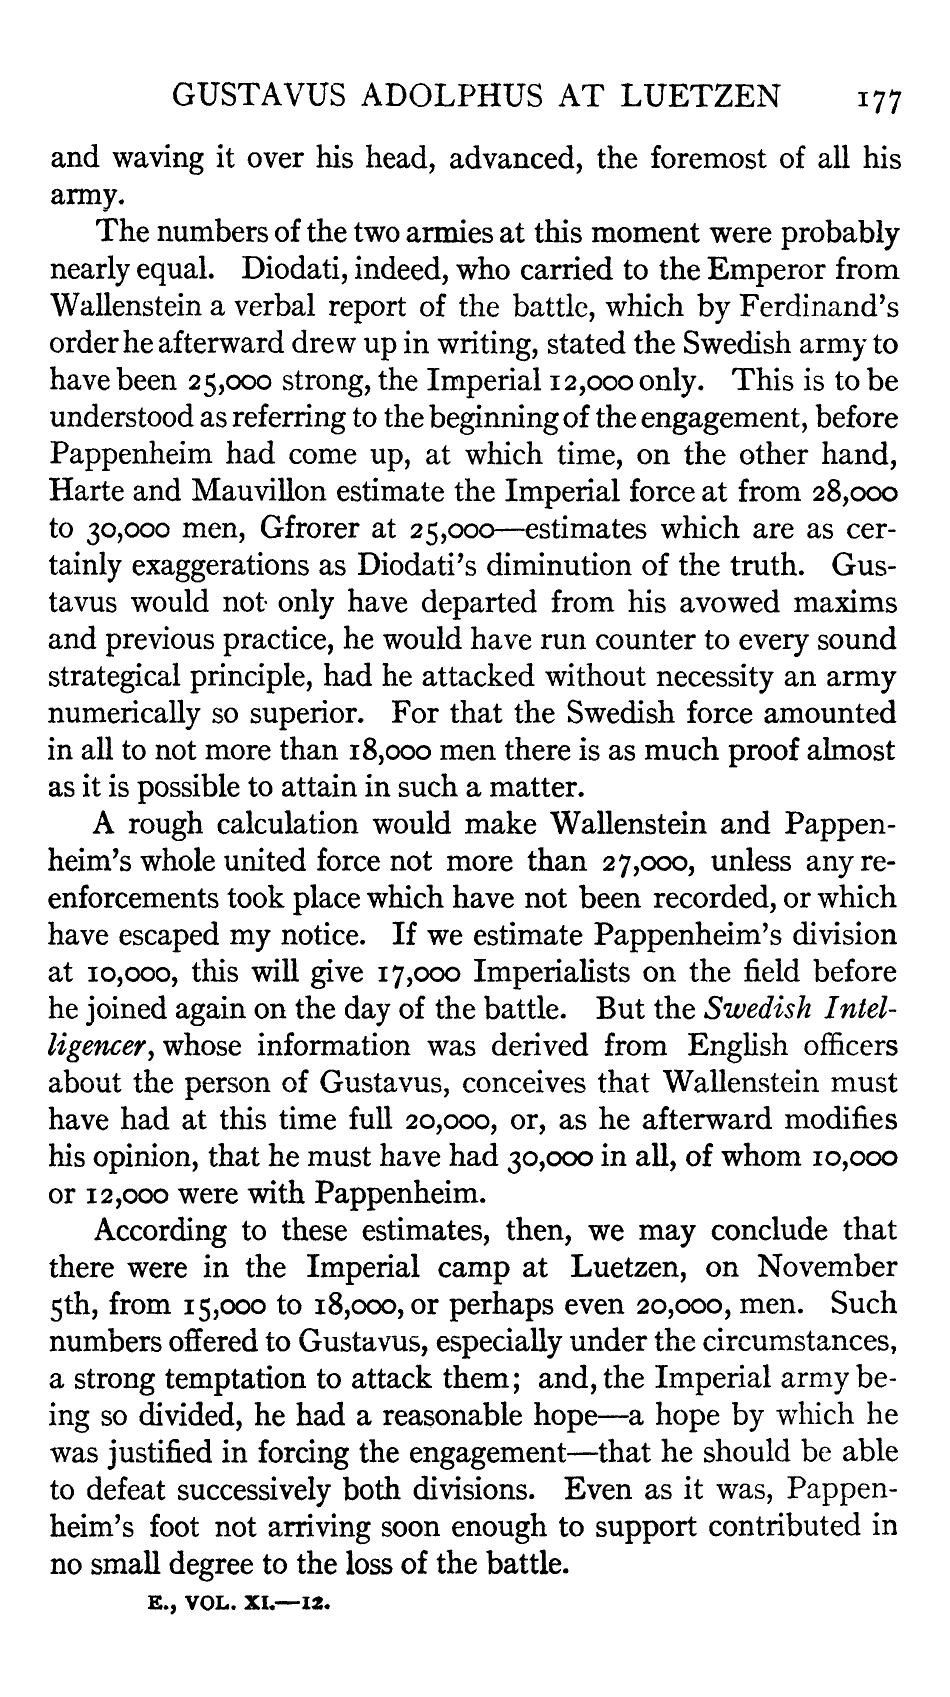 GUSTAVUS ADOLPHUS AT LUETZEN 177
and waving it over his head, advanced, the foremost of all his
army.
The numbers of the two armies at this moment were probably
nearly equal. Diodati, indeed, who carried to the Emperor from
Wallenstein a verbal report of the battle, which by Ferdinand's
order he afterward drew up in writing, stated the Swedish army to
have been 25,000 strong, the Imperial 12,000 only. This is to be
understood as referring to the beginning of the engagement, before
Pappenheim had come up, at which time, on the other hand,
Harte and Mauvillon estimate the Imperial force at from 28,000
to 30,000 men, Gfrorer at 25,000—estimates which are as cer-
tainly exaggerations as Diodati's diminution of the truth. Gus-
tavus would not only have departed from his avowed maxims
and previous practice, he would have run counter to every sound
strategical principle, had he attacked without necessity an army
numerically so superior. For that the Swedish force amounted
in all to not more than 18,000 men there is as much proof almost
as it is possible to attain in such a matter.
A rough calculation would make Wallenstein and Pappen-
heim's whole united force not more than 27,000, unless any re-
enforcements took place which have not been recorded, or which
have escaped my notice. If we estimate Pappenheim's division
at 10,000, this will give 17,000 Imperialists on the field before
he joined again on the day of the battle. But the Swedish Intel-
ligencer, whose information was derived from English officers
about the person of Gustavus, conceives that Wallenstein must
have had at this time full 20,000, or, as he afterward modifies
his opinion, that he must have had 30,000 in all, of whom 10,000
or 12,000 were with Pappenheim.
According to these estimates, then, we may conclude that
there were in the Imperial camp at Luetzen, on November
5th, from 15,000 to 18,000, or perhaps even 20,000, men. Such
numbers offered to Gustavus, especially under the circumstances,
a strong temptation to attack them; and, the Imperial army be-
ing so divided, he had a reasonable hope—a hope by which he
was justified in forcing the engagement—that he should be able
to defeat successively both divisions. Even as it was, Pappen-
heim's foot not arriving soon enough to support contributed in
no small degree to the loss of the battle.
E., VOL. XI.—12.